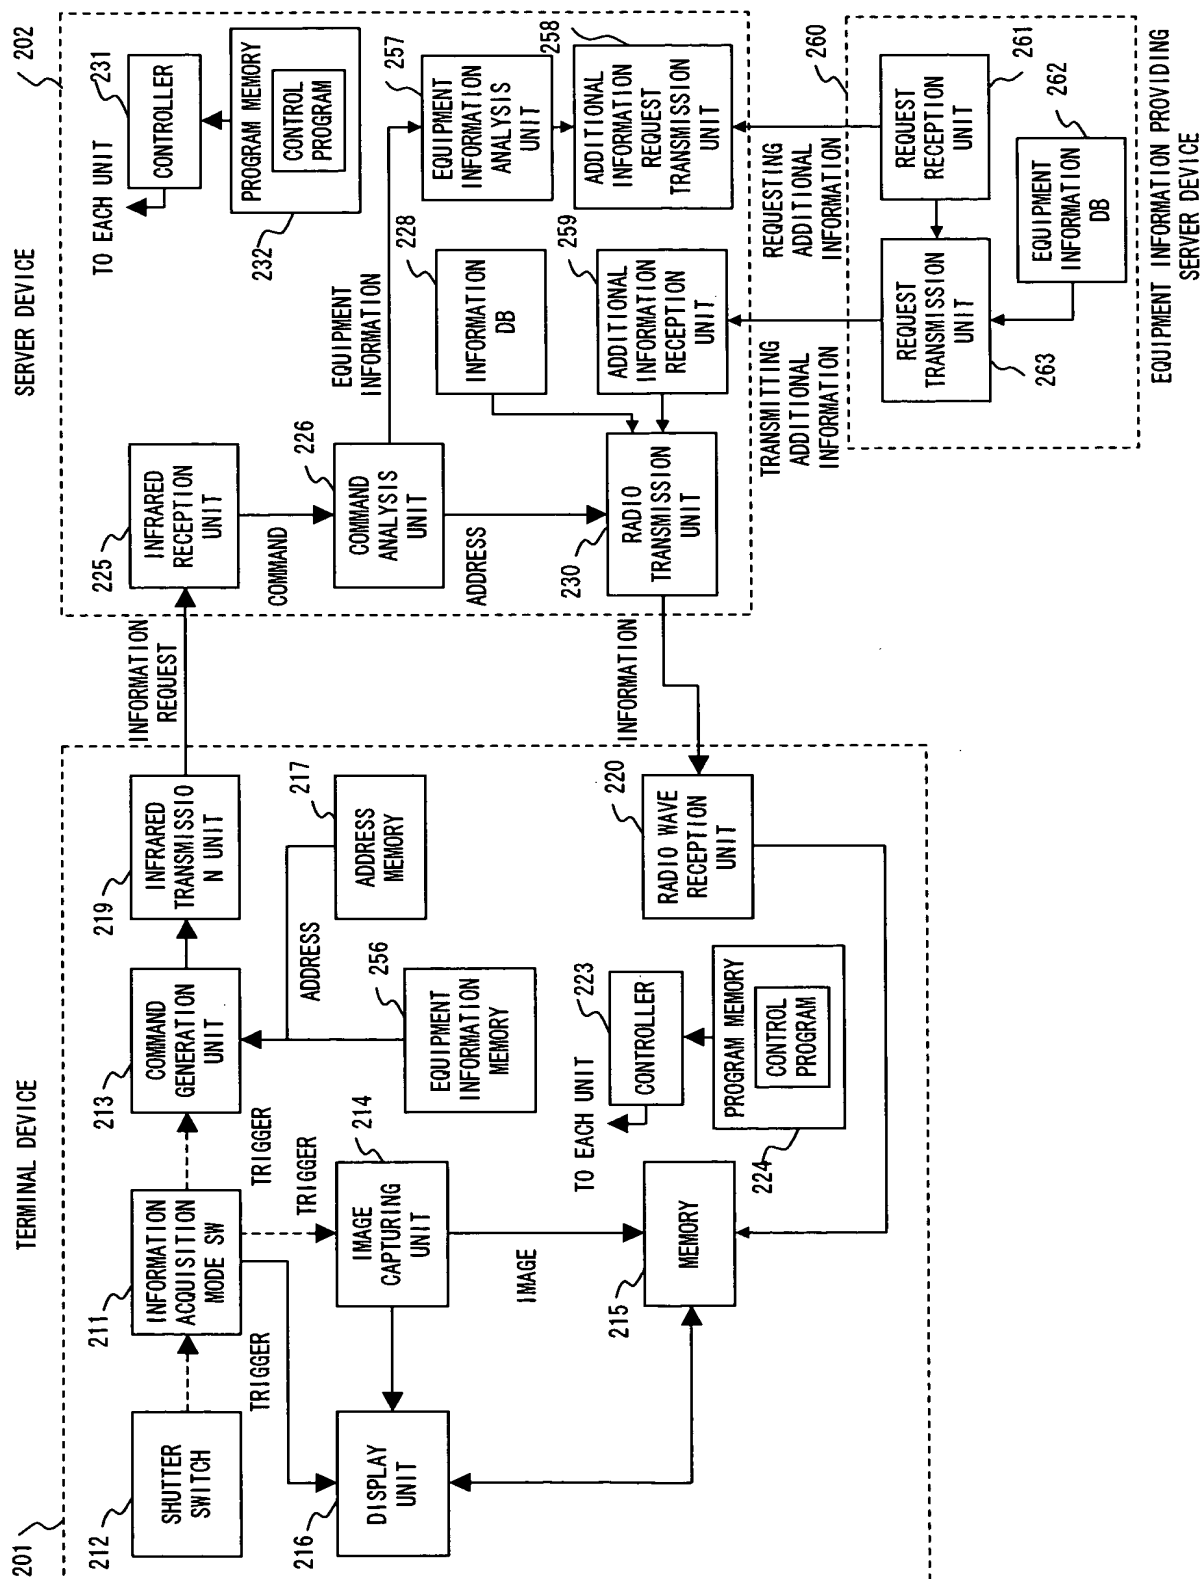 TERMINAL DEVICE
201
212
SHUTTER
SWITCH
211
INFORMATION
ACQUISITION
MODE SW
213
COMMAND
GENERATION
UNIT
219
INFRARED
TRANSMISSIO
N UNIT
TRIGGER
TRIGGER
TRIGGER
216
DISPLAY
UNIT
214
IMAGE
CAPTURING
UNIT
ADDRESS
217
ADDRESS
MEMORY
256
EQUIPMENT
INFORMATION
MEMORY
IMAGE
215
MEMORY
TO EACH UNIT
223
CONTROLLER
PROGRAM MEMORY
CONTROL
PROGRAM
224
220
RADIO WAVE
RECEPTION
UNIT
INFORMATION
REQUEST
INFORMATION
SERVER DEVICE
202
225
INFRARED
RECEPTION
UNIT
COMMAND
226
COMMAND
ANALYSIS
UNIT
ADDRESS
230
RADIO
TRANSMISSION
UNIT
TO EACH UNIT
231
CONTROLLER
PROGRAM MEMORY
CONTROL
PROGRAM
232
EQUIPMENT
INFORMATION
228
INFORMATION
DB
257
EQUIPMENT
INFORMATION
ANALYSIS
UNIT
259
ADDITIONAL
INFORMATION
RECEPTION
UNIT
258
ADDITIONAL
INFORMATION
REQUEST
TRANSMISSION
UNIT
TRANSMITTING
ADDITIONAL
INFORMATION
REQUESTING
ADDITIONAL
INFORMATION
260
REQUEST
TRANSMISSION
UNIT
263
REQUEST
RECEPTION
UNIT
261
EQUIPMENT
INFORMATION
DB
262
EQUIPMENT INFORMATION PROVIDING
SERVER DEVICE